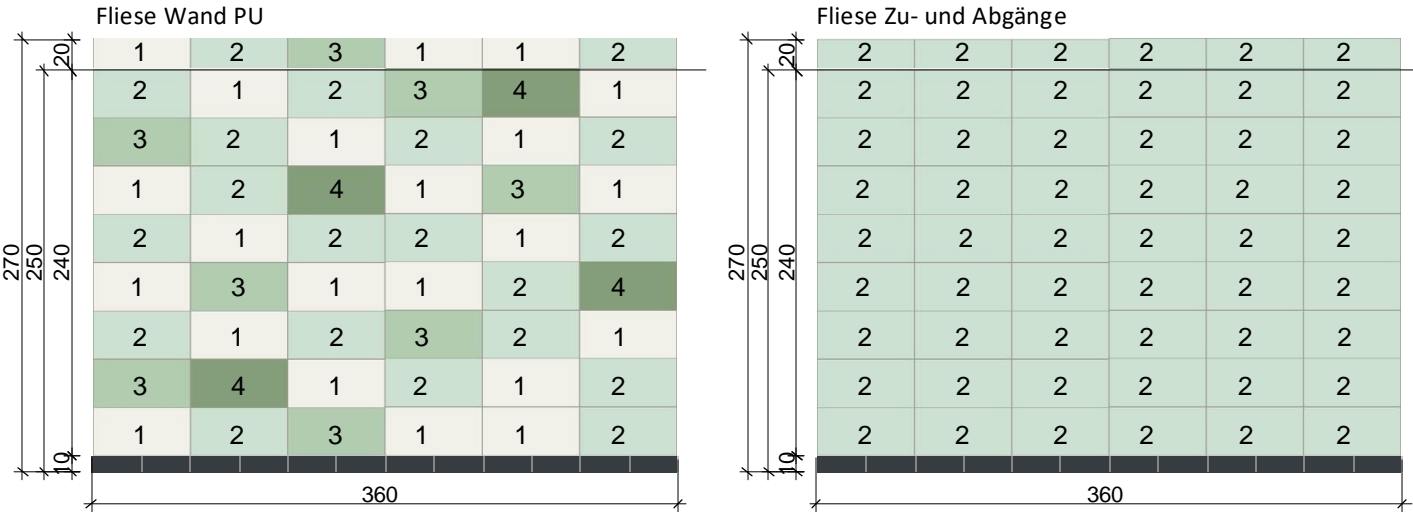 Fliese Wand PU
20
1 2 3 1 1 2
2 1 2 3 4 1
3 2 1 2 1 2
1 2 4 1 3 1
2 1 2 2 1 2
270 250 240
1 3 1 1 2 4
2 1 2 3 2 1
3 4 1 2 1 2
1 2 3 1 1 2
10
360
Fliese Zu- und Abgänge
20
2 2 2 2 2 2
2 2 2 2 2 2
2 2 2 2 2 2
2 2 2 2 2 2
2 2 2 2 2 2
270 250 240
2 2 2 2 2 2
2 2 2 2 2 2
2 2 2 2 2 2
2 2 2 2 2 2
10
360